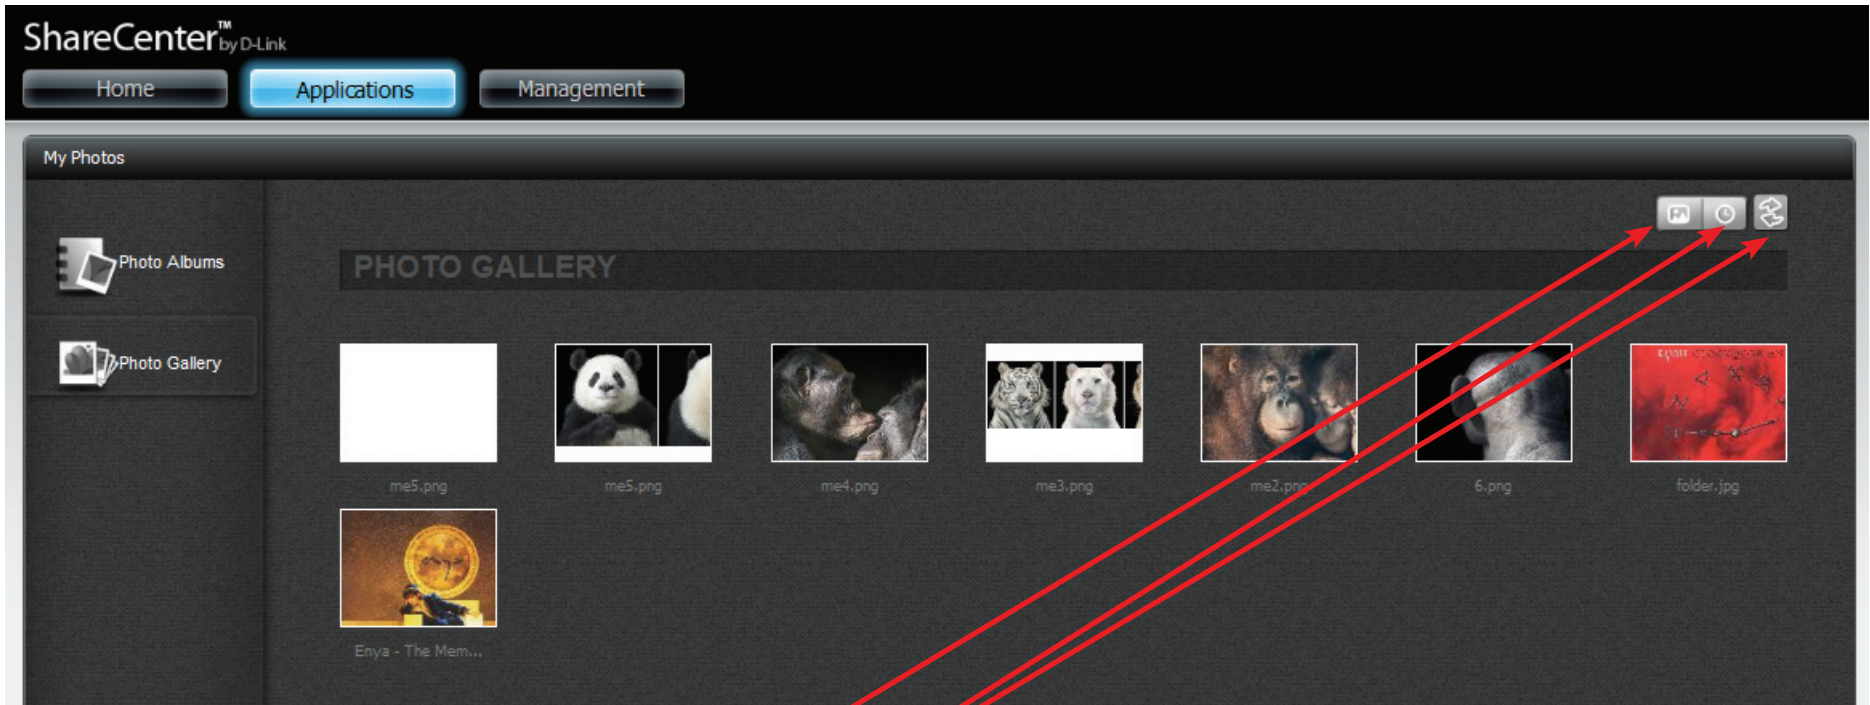 ShareCenter™ by D-Link
Home Applications Management
My Photos
Photo Albums
PHOTO GALLERY
Photo Gallery
me5.png me5.png me4.png me3.png me2.png 6.png folder.jpg
Enya - The Mem...